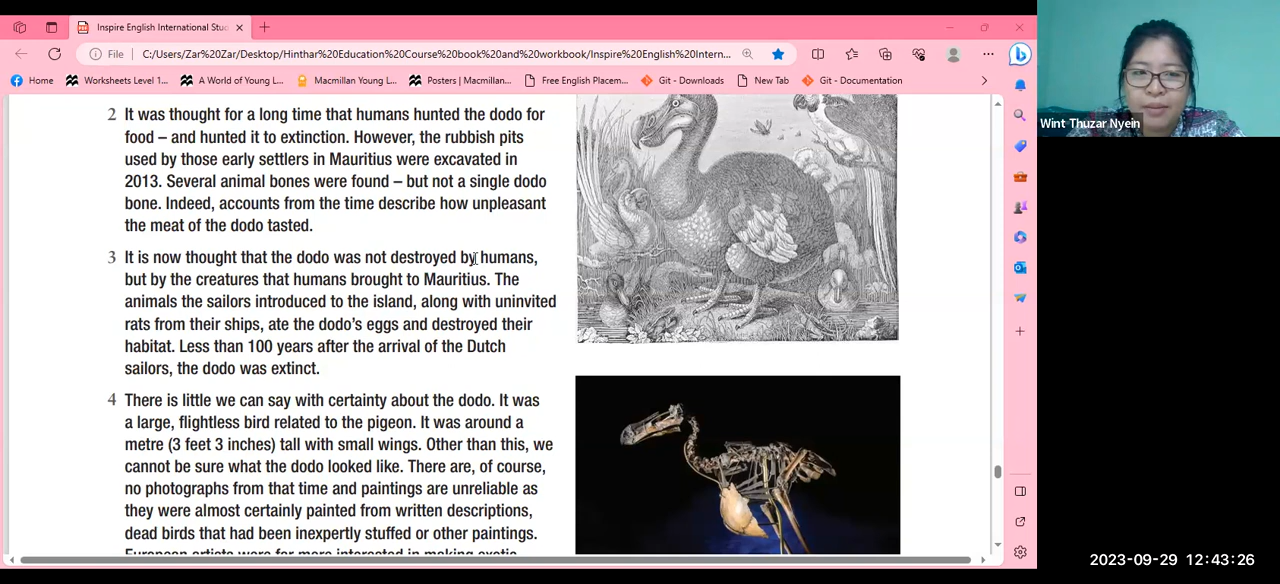 Inspire English International Stu
File
C:/Users/Zar%20Zar/Desktop/Hinthar%20Education%20Course%20book%20and%20workbook/Inspire%20English%20Intern...
Home
Worksheets Level 1...
A World of Young L...
Macmillan Young L...
Posters | Macmillan...
Free English Placem...
Git - Downloads
New Tab
Git - Documentation
Wint Thuzar Nyein
2 It was thought for a long time that humans hunted the dodo for
food – and hunted it to extinction. However, the rubbish pits
used by those early settlers in Mauritius were excavated in
2013. Several animal bones were found – but not a single dodo
bone. Indeed, accounts from the time describe how unpleasant
the meat of the dodo tasted.
3 It is now thought that the dodo was not destroyed by humans,
but by the creatures that humans brought to Mauritius. The
animals the sailors introduced to the island, along with uninvited
rats from their ships, ate the dodo's eggs and destroyed their
habitat. Less than 100 years after the arrival of the Dutch
sailors, the dodo was extinct.
4 There is little we can say with certainty about the dodo. It was
a large, flightless bird related to the pigeon. It was around a
metre (3 feet 3 inches) tall with small wings. Other than this, we
cannot be sure what the dodo looked like. There are, of course,
no photographs from that time and paintings are unreliable as
they were almost certainly painted from written descriptions,
dead birds that had been inexpertly stuffed or other paintings.
European artists were far more interested in making exotic
2023-09-29 12:43:26